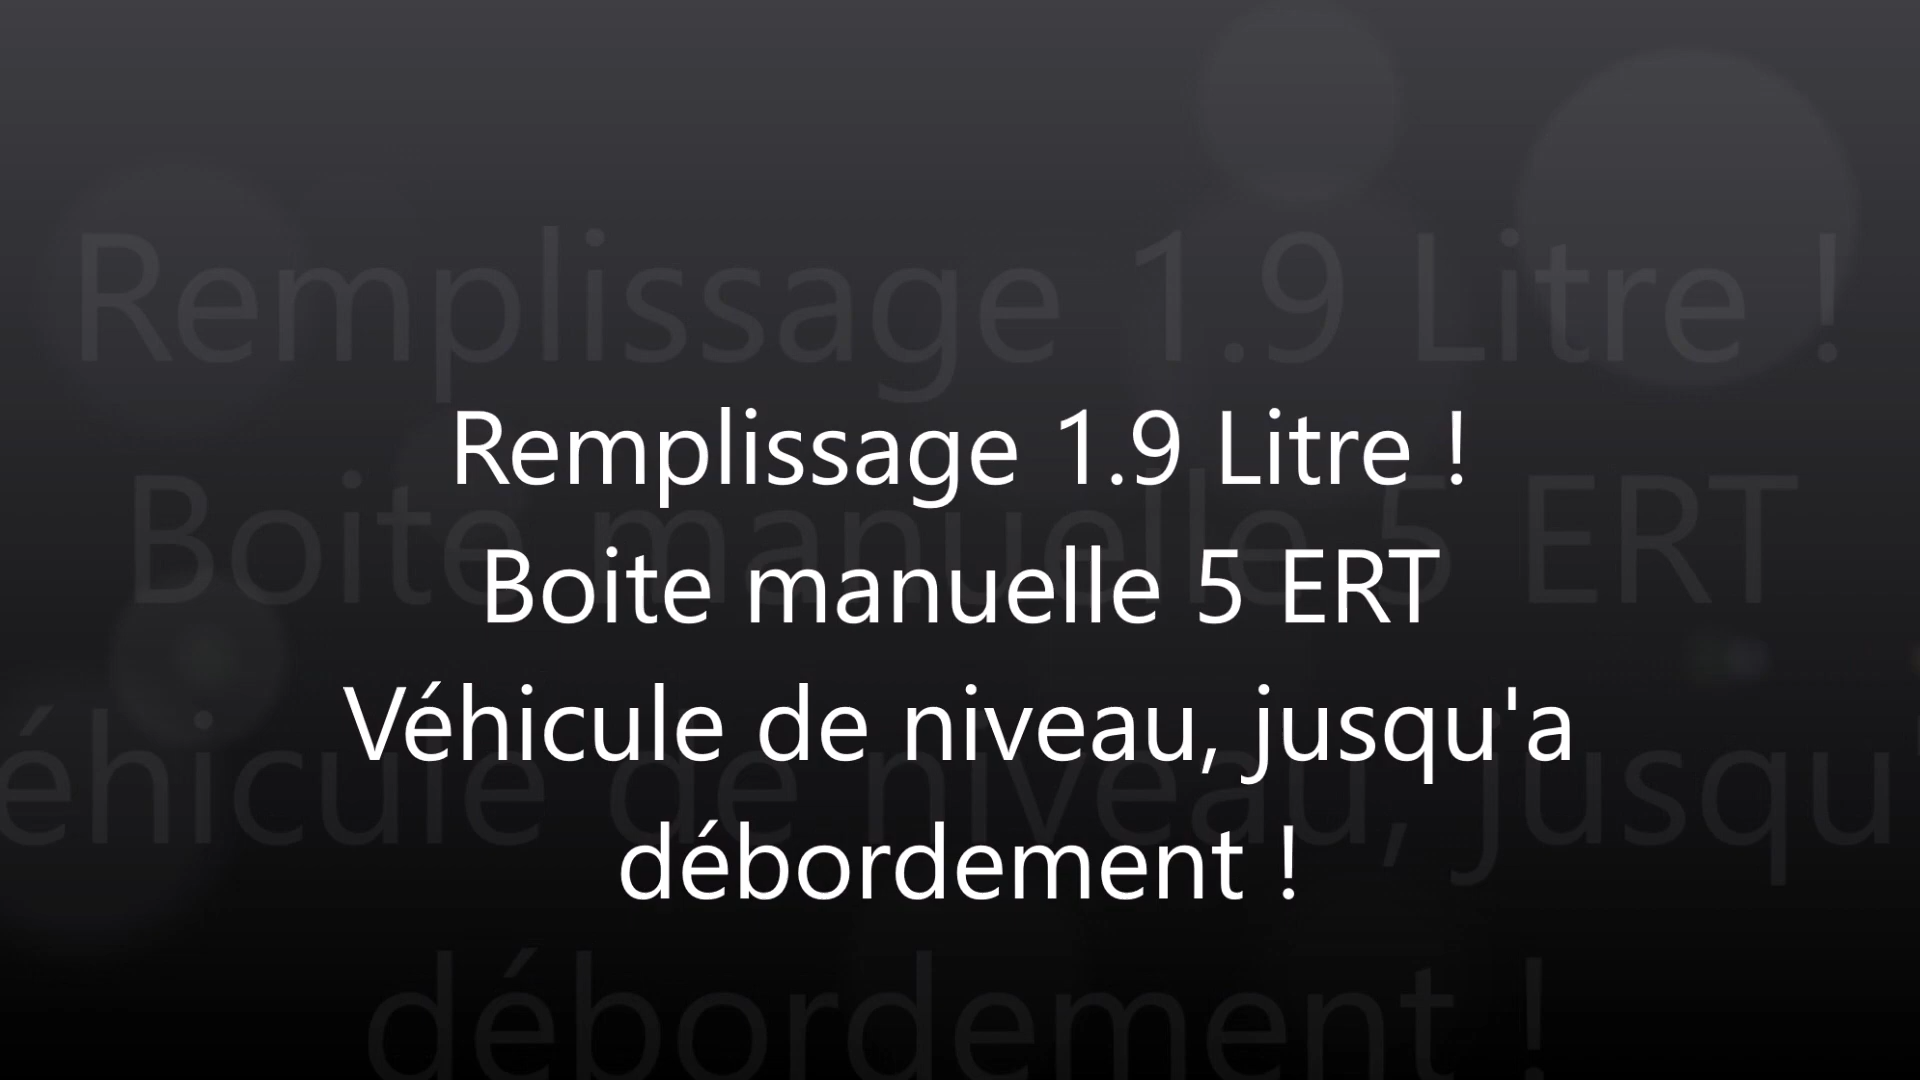 Remplissage 1.9 Litre !
Boite manuelle 5 ERT
Véhicule de niveau, jusqu'a
débordement !